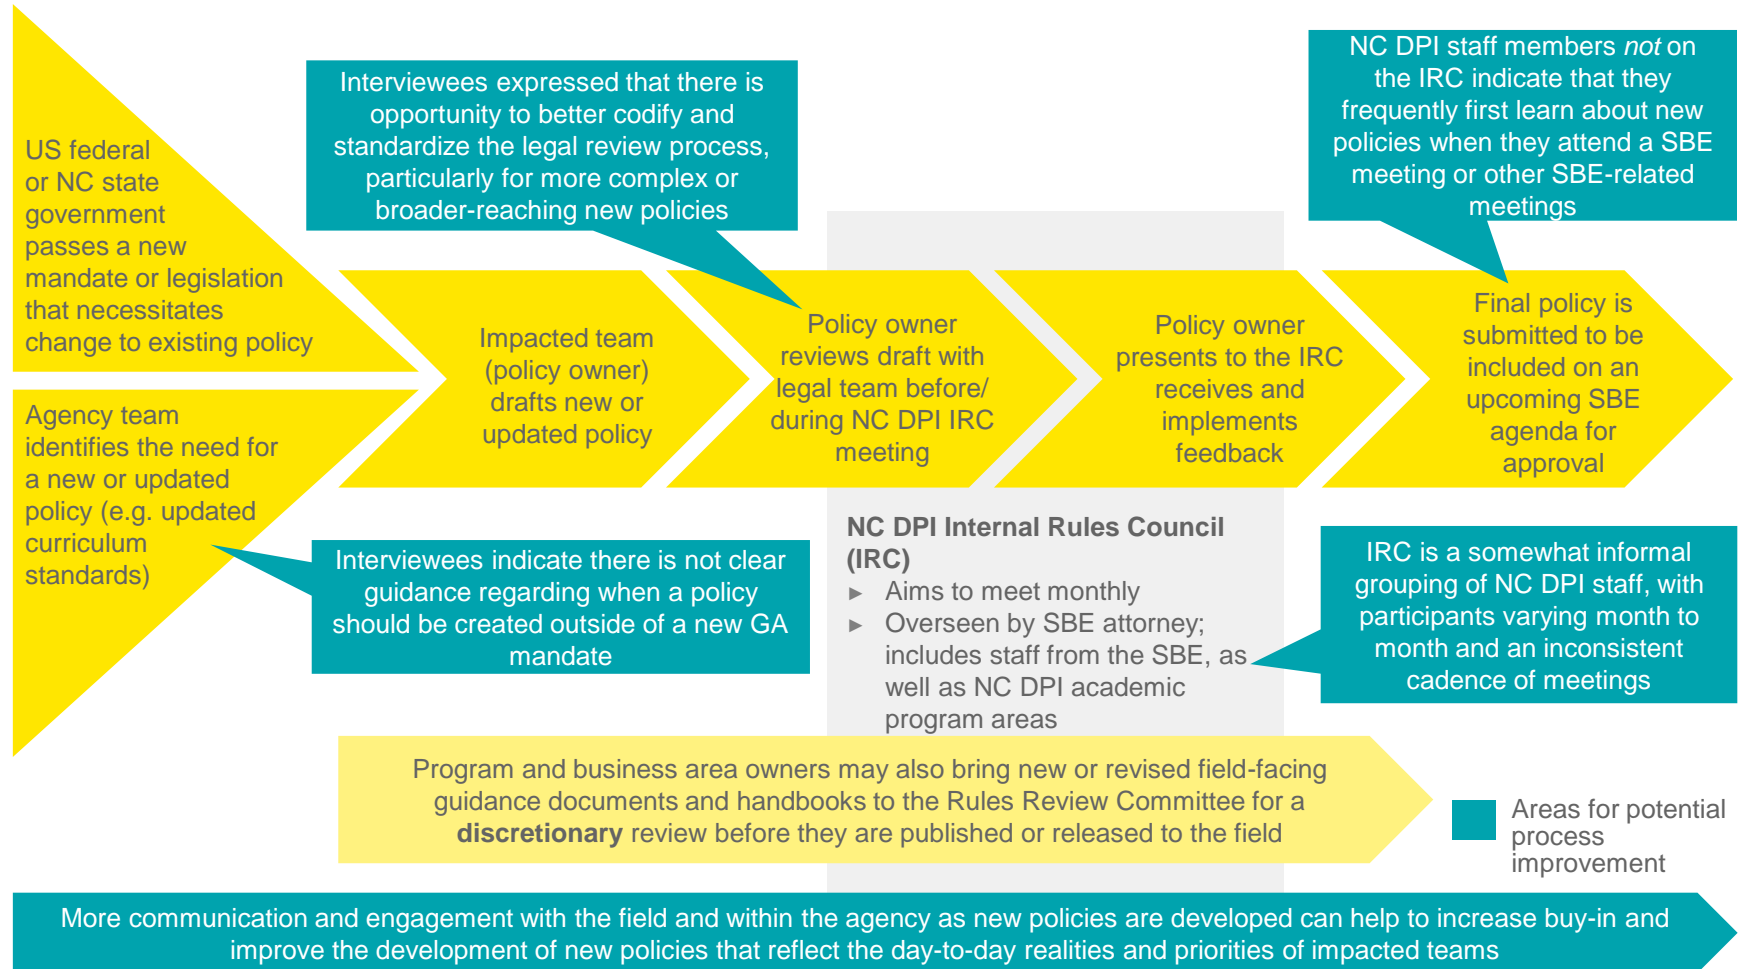 US federal
or NC state
government
passes a new
mandate or legislation
that necessitates
change to existing policy
Agency team
identifies the need for
a new or updated
policy (e.g. updated
curriculum
standards)
Interviewees expressed that there is
opportunity to better codify and
standardize the legal review process,
particularly for more complex or
broader-reaching new policies
NC DPI staff members not on
the IRC indicate that they
frequently first learn about new
policies when they attend a SBE
meeting or other SBE-related
meetings
Impacted team
(policy owner)
drafts new or
updated policy
Policy owner
reviews draft with
legal team before/
during NC DPI IRC
meeting
Policy owner
presents to the IRC
receives and
implements
feedback
Final policy is
submitted to be
included on an
upcoming SBE
agenda for
approval
Interviewees indicate there is not clear
guidance regarding when a policy
should be created outside of a new GA
mandate
NC DPI Internal Rules Council
(IRC)
► Aims to meet monthly
► Overseen by SBE attorney;
includes staff from the SBE, as
well as NC DPI academic
program areas
IRC is a somewhat informal
grouping of NC DPI staff, with
participants varying month to
month and an inconsistent
cadence of meetings
Program and business area owners may also bring new or revised field-facing
guidance documents and handbooks to the Rules Review Committee for a
discretionary review before they are published or released to the field
Areas for potential
process
improvement
More communication and engagement with the field and within the agency as new policies are developed can help to increase buy-in and
improve the development of new policies that reflect the day-to-day realities and priorities of impacted teams